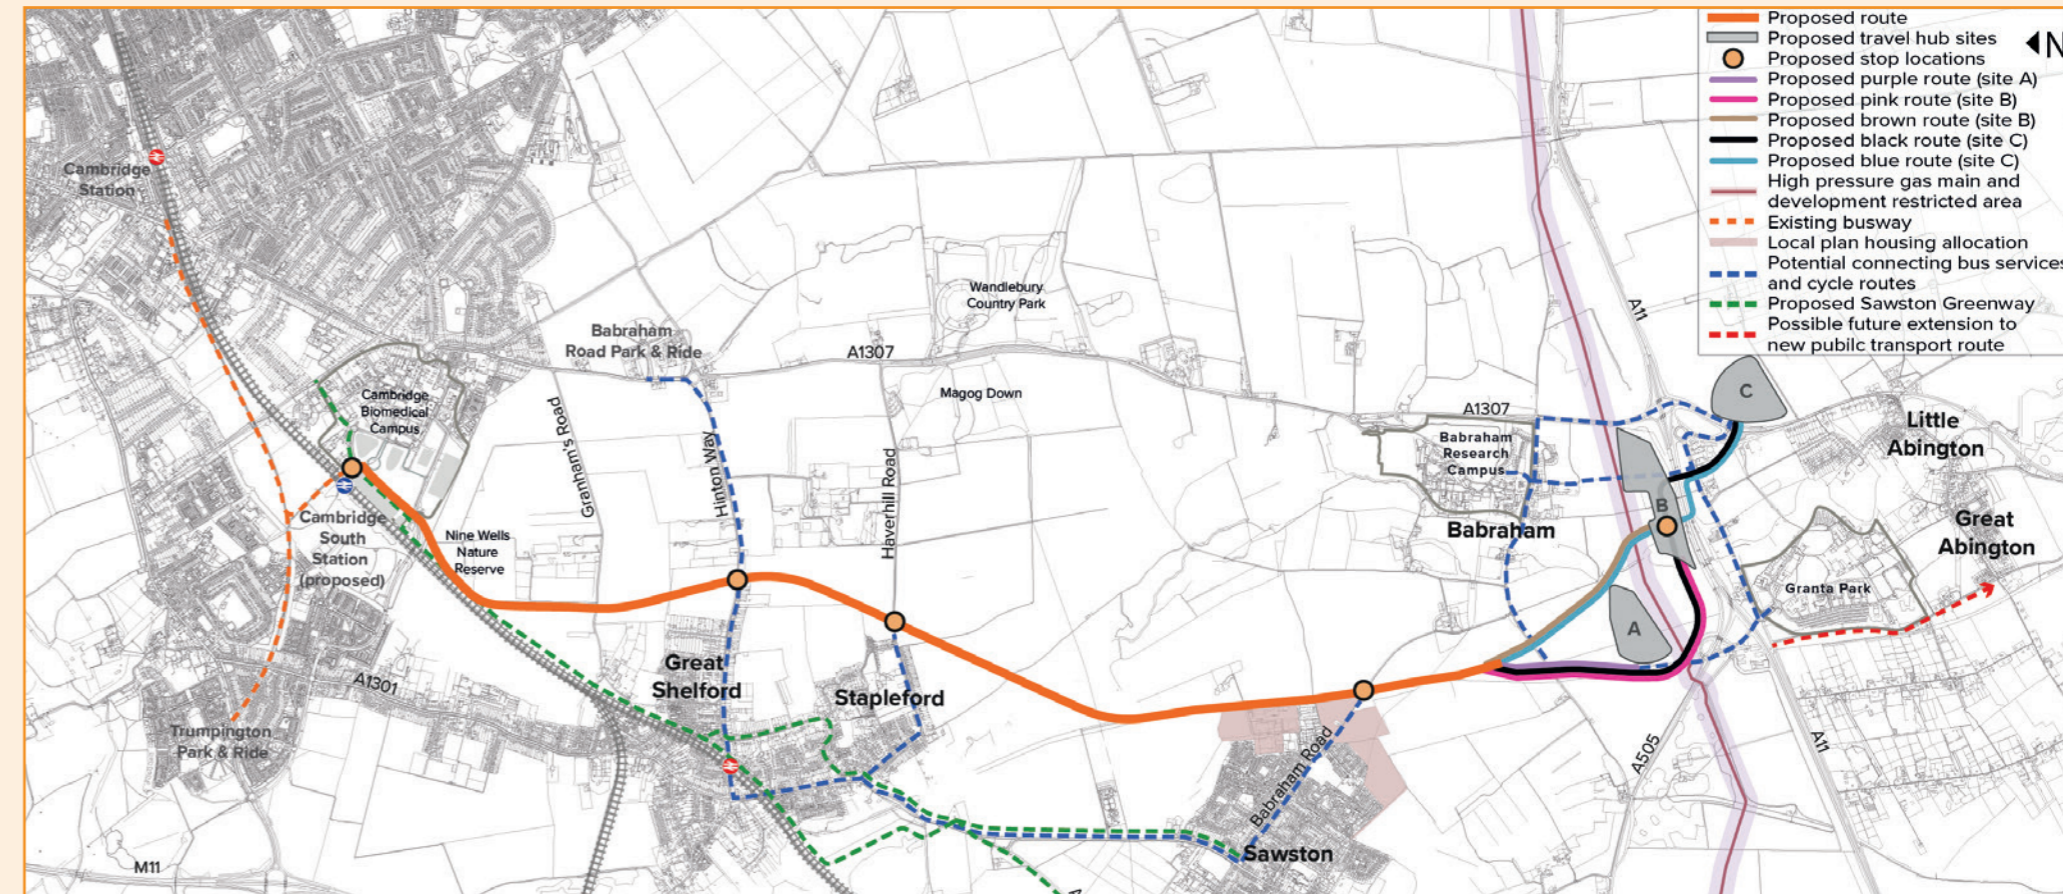 Proposed route
Proposed travel hub sites
N
Proposed stop locations
Proposed purple route (site A)
Proposed pink route (site B)
Proposed brown route (site B)
Proposed black route (site C)
Proposed blue route (site C)
High pressure gas main and
development restricted area
Existing busway
Local plan housing allocation
Potential connecting bus services
and cycle routes
Proposed Sawston Greenway
Possible future extension to
new public transport route
Cambridge
Station
Babraham
Road Park & Ride
Wandlebury
Country Park
A11
A1307
Magog Down
Cambridge
Biomedical
Campus
Granham's Road
Hinton Way
Haverhill Road
A1307
Babraham
Research
Campus
C
Little
Abington
Babraham
B
Great
Abington
Cambridge
South
Station
(proposed)
Nine Wells
Nature
Reserve
Granta Park
A
Great
Shelford
Stapleford
A1301
Trumpington
Park & Ride
Babraham Road
A505
A11
Sawston
M11